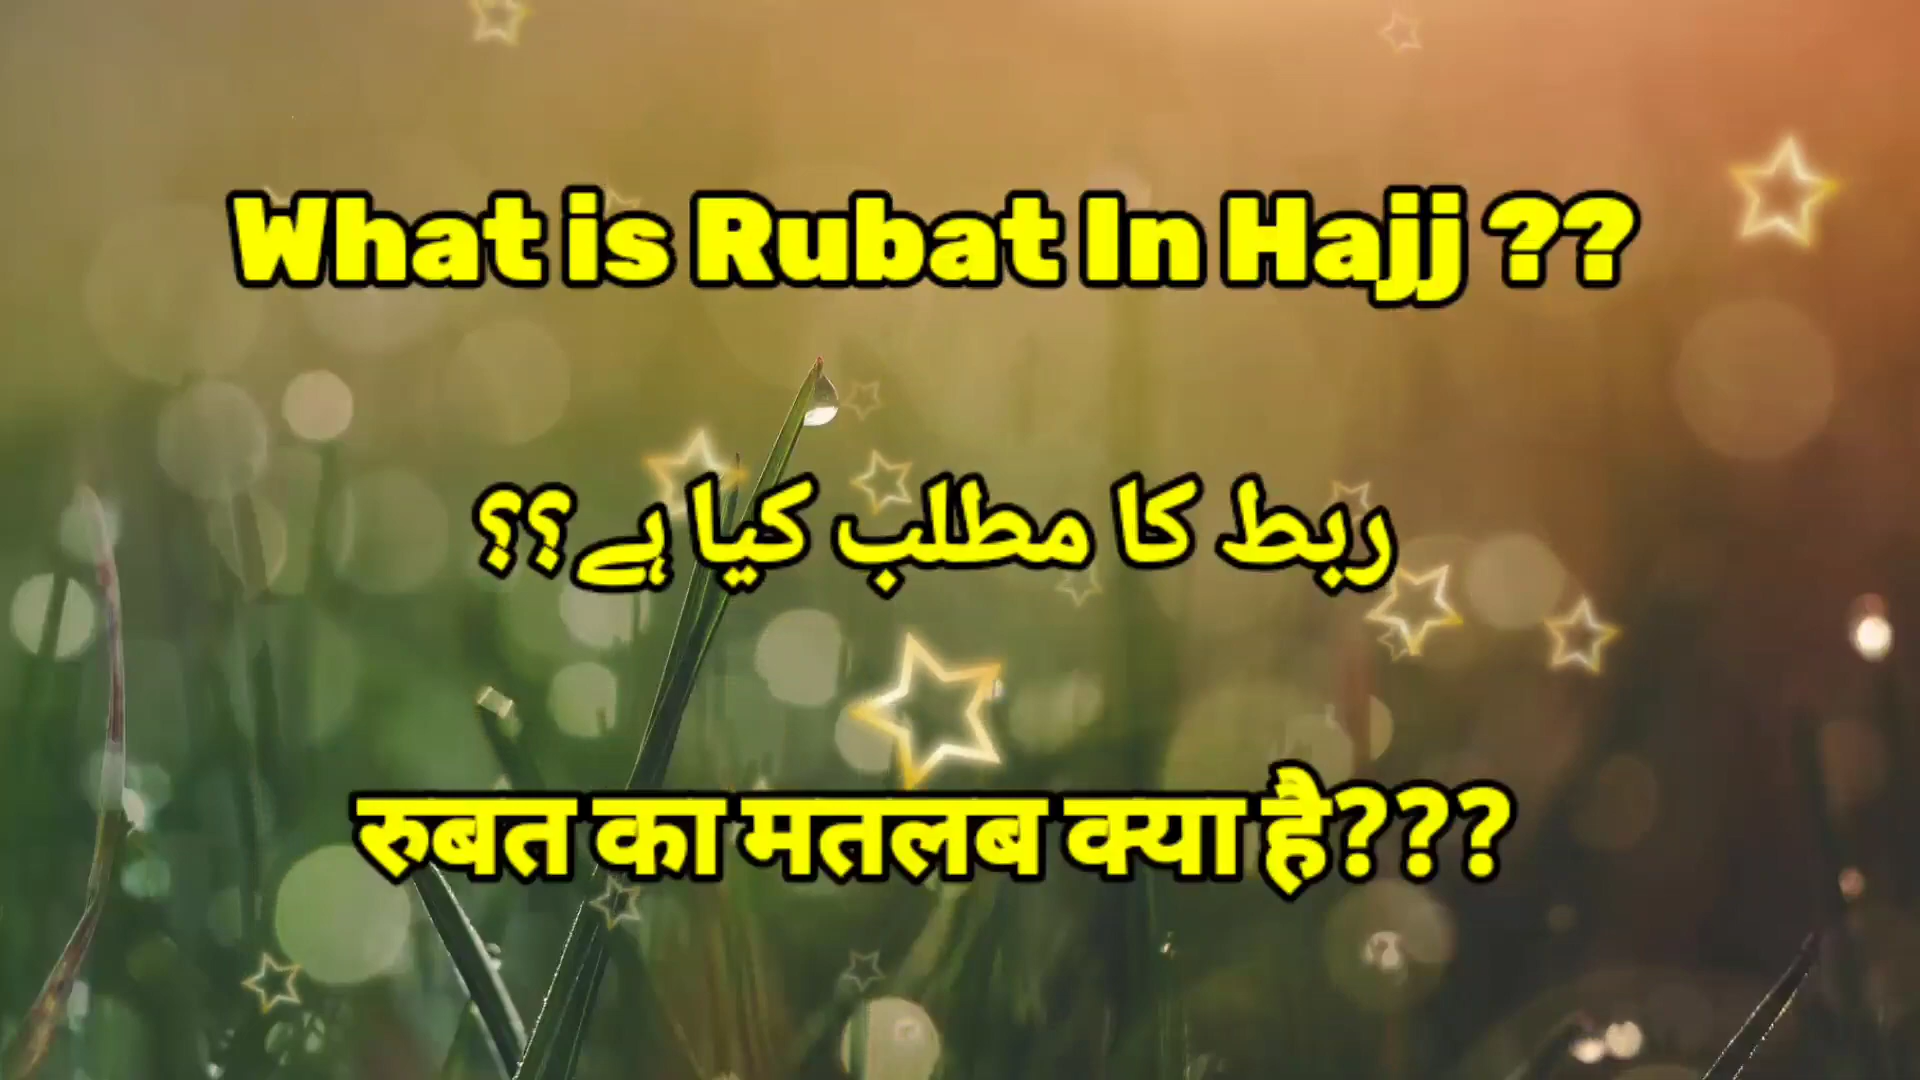 What is Rubat In Hajj ??
ربط کا مطلب کیا ہے؟؟
रुबत का मतलब क्या है???